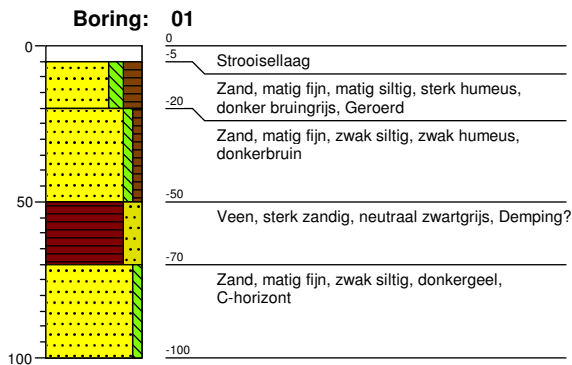 Boring: 01
0
0
-5
Strooisellaag
Zand, matig fijn, matig siltig, sterk humeus,
donker bruingrijs, Geroerd
-20
Zand, matig fijn, zwak siltig, zwak humeus,
donkerbruin
50
-50
Veen, sterk zandig, neutraal zwartgrijs, Demping?
-70
Zand, matig fijn, zwak siltig, donkergeel,
C-horizont
100
-100